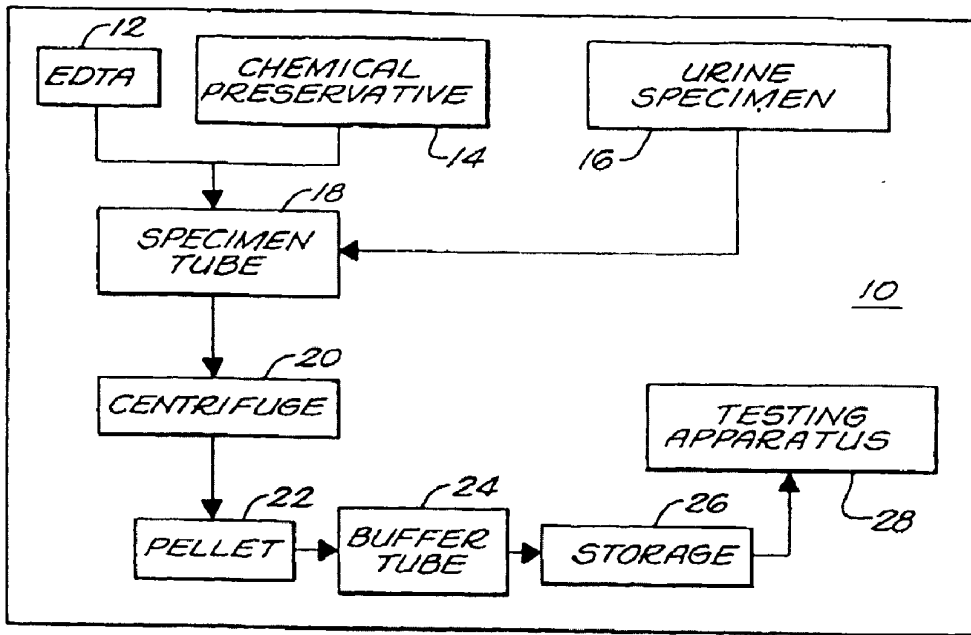 12
EDTA
CHEMICAL
PRESERVATIVE
14
URINE
SPECIMEN
16
18
SPECIMEN
TUBE
10
20
CENTRIFUGE
TESTING
APPARATUS
28
22
PELLET
24
BUFFER
TUBE
26
STORAGE